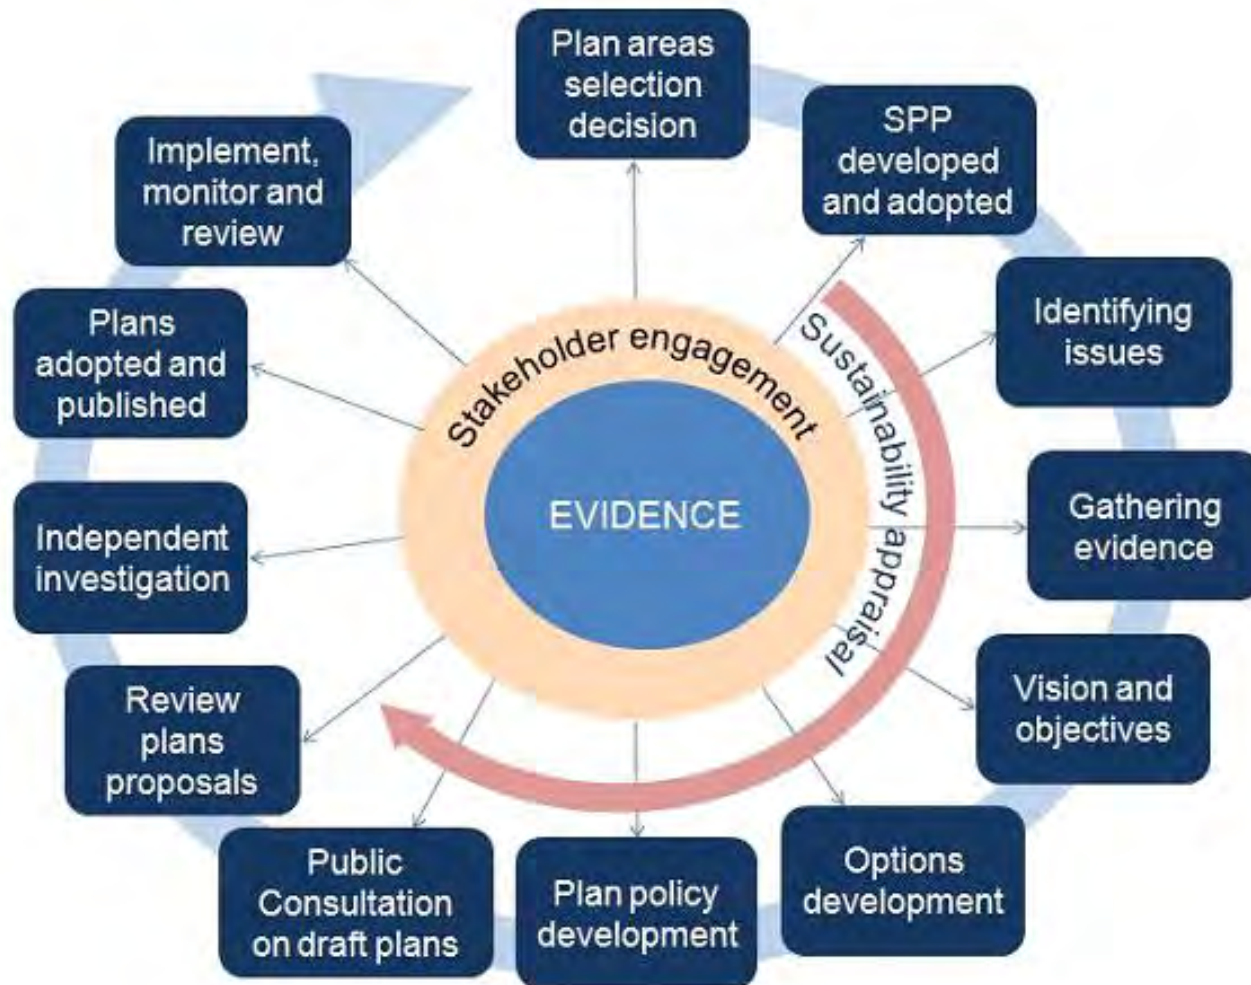 Plan areas
selection
decision
SPP
developed
and adopted
Identifying
issues
Gathering
evidence
Vision and
objectives
Options
development
Plan policy
development
Public
Consultation
on draft plans
Review
plans
proposals
Independent
investigation
Plans
adopted and
published
Implement,
monitor and
review
Stakeholder engagement
Sustainability appraisal
EVIDENCE